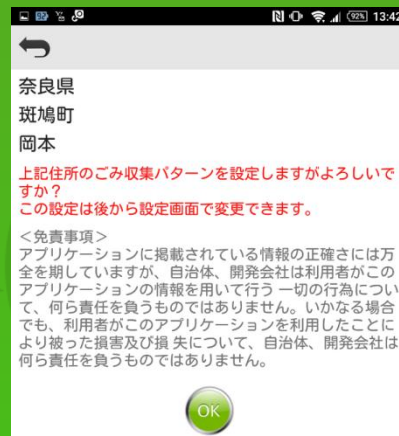 92% 13:42
奈良県
斑鳩町
岡本
上記住所のごみ収集パターンを設定しますがよろしいで
すか？
この設定は後から設定画面で変更できます。
＜免責事項＞
アプリケーションに掲載されている情報の正確さには万
全を期していますが、自治体、開発会社は利用者がこの
アプリケーションの情報を用いて行う 一切の行為につい
て、何ら責任を負うものではありません。いかなる場合
でも、利用者がこのアプリケーションを利用したことに
より被った損害及び損 失について、自治体、開発会社は
何ら責任を負うものではありません。
OK